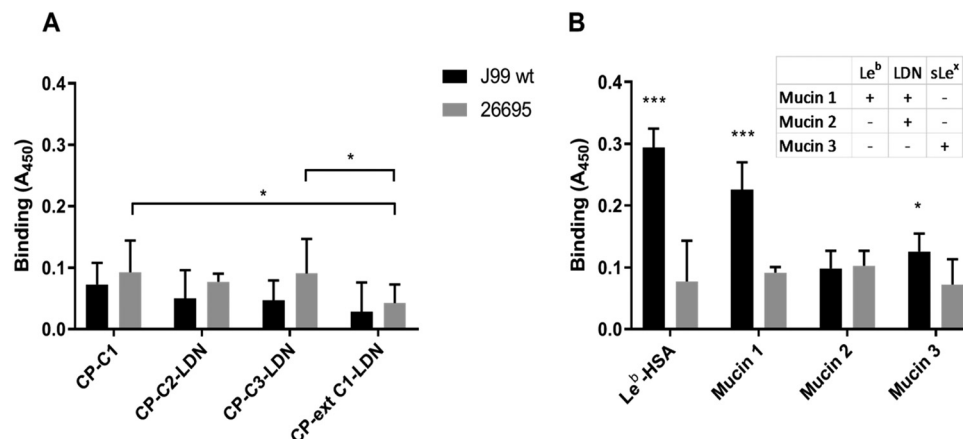 A
Binding (A450)
0.4
0.3
0.2
0.1
0.0
*
*
CP-C1
CP-C2-LDN
CP-C3-LDN
CP-ext C1-LDN
J99 wt
26695
B
Binding (A450)
0.4
0.3
0.2
0.1
0.0
***
***
*
Leb-HSA
Mucin 1
Mucin 2
Mucin 3
Leb LDN sLex
Mucin 1 + + -
Mucin 2 - + -
Mucin 3 - - +